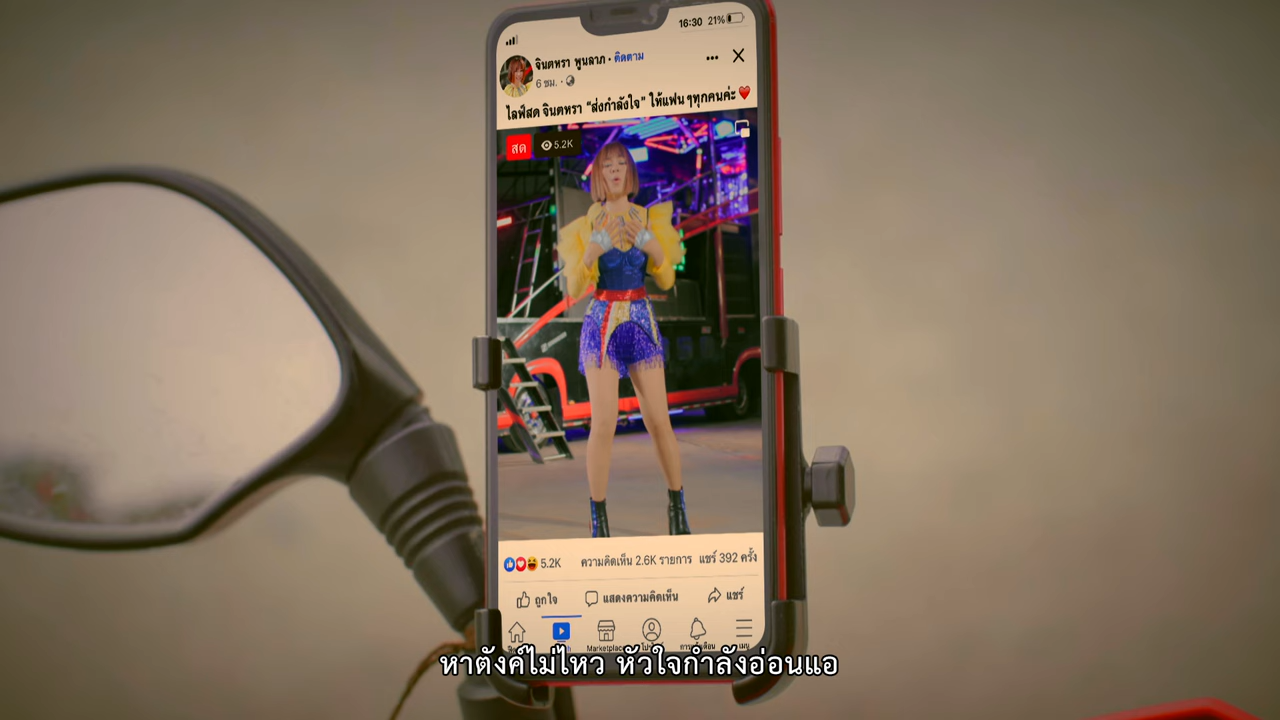 16:30 21%
จินตหรา พูนลาภ · ติดตาม
6 ชม. ·
ไลฟ์สด จินตหรา “ส่งกำลังใจ” ให้แฟนๆทุกคนค่ะ
สด 5.2K
5.2K ความคิดเห็น 2.6K รายการ แชร์ 392 ครั้ง
ถูกใจ แสดงความคิดเห็น แชร์
Marketplace เมนู
หาตังค์ไม่ไหว หัวใจกำลังอ่อนแอ